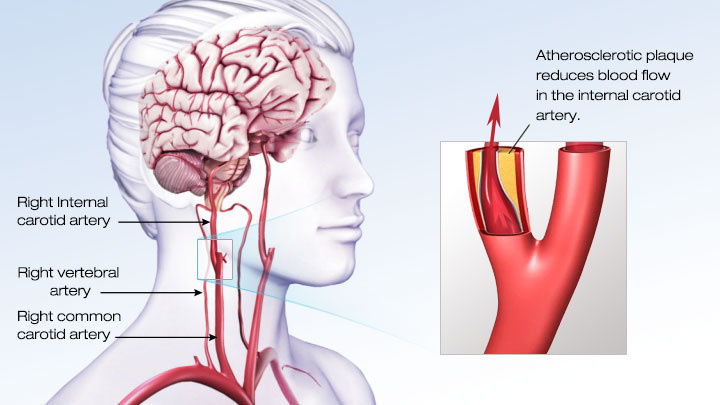 Atherosclerotic plaque
reduces blood flow
in the internal carotid
artery.
Right Internal
carotid artery
Right vertebral
artery
Right common
carotid artery